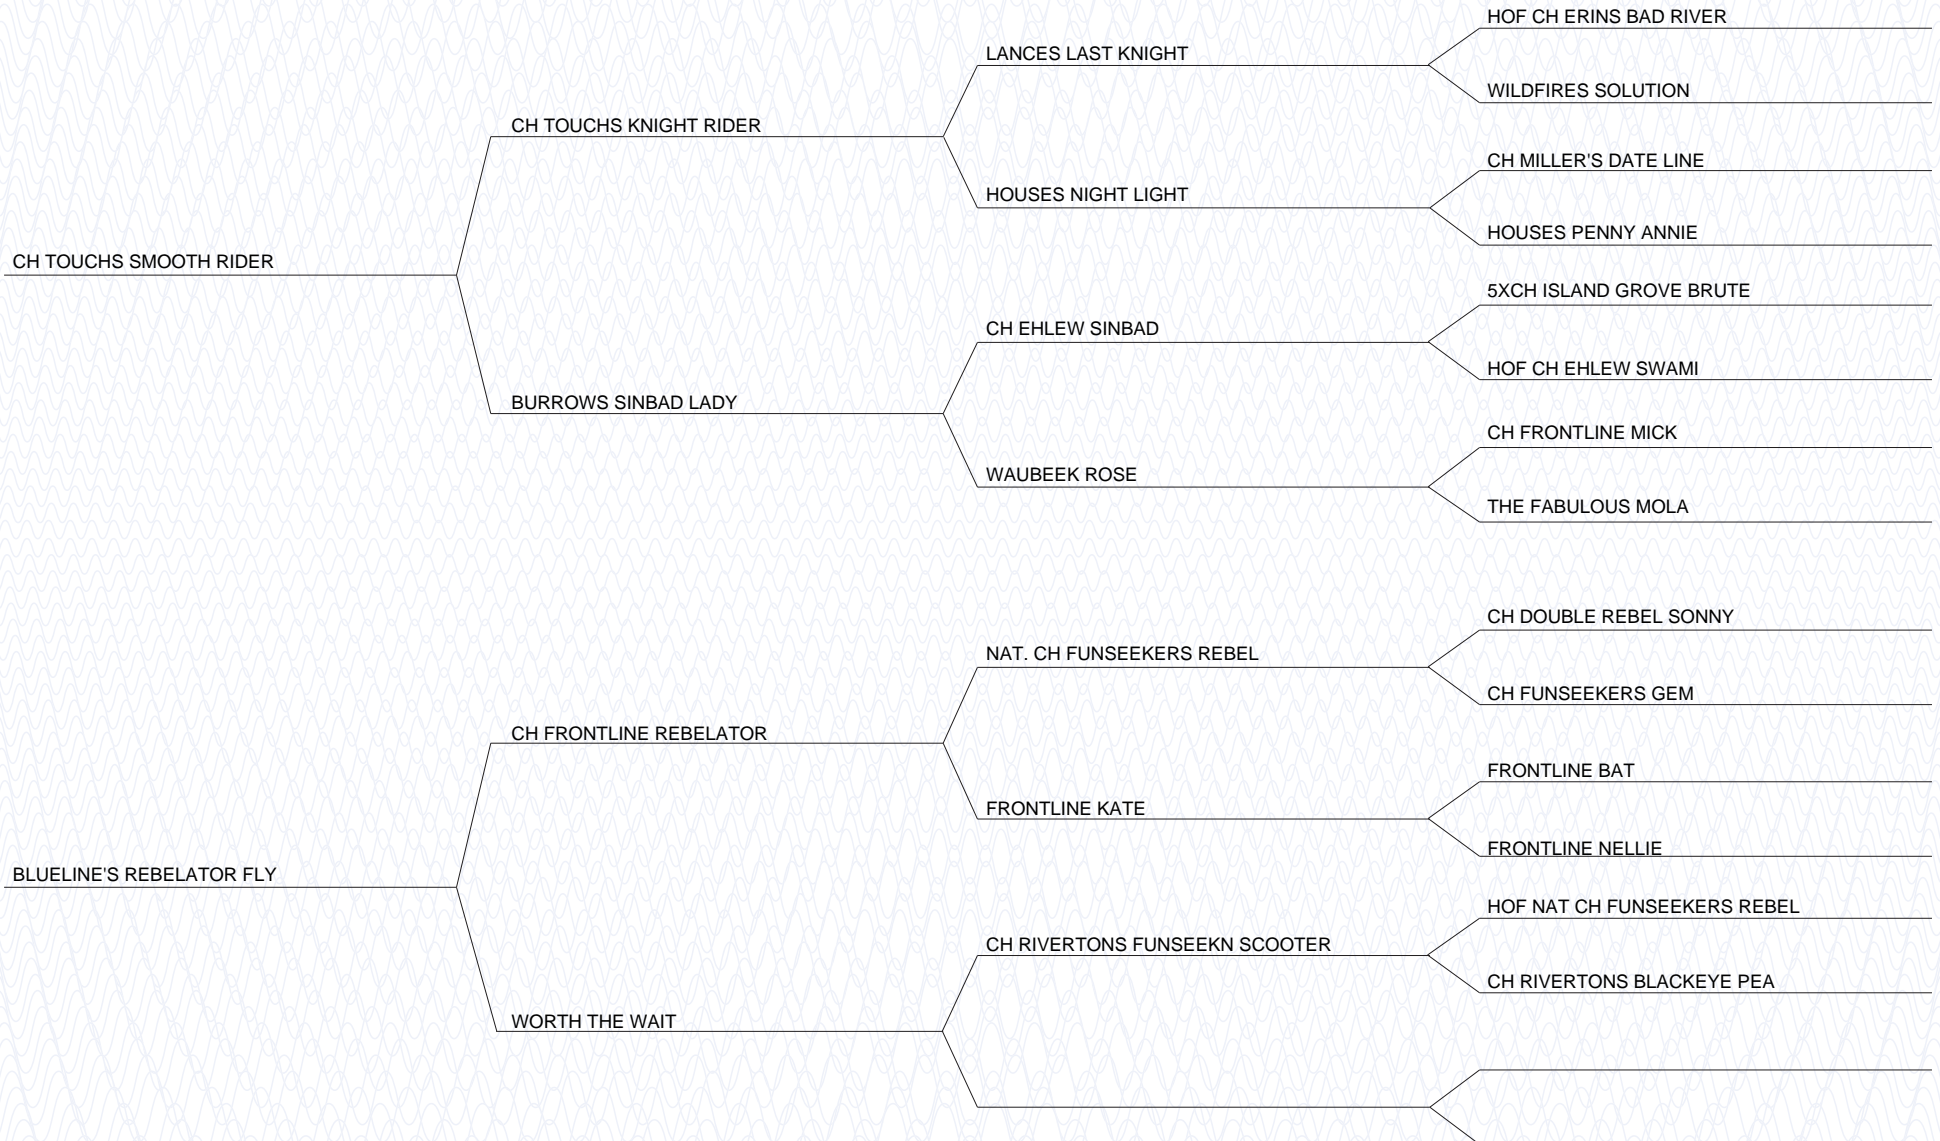 HOF CH ERINS BAD RIVER
LANCES LAST KNIGHT
WILDFIRES SOLUTION
CH TOUCHS KNIGHT RIDER
CH MILLER'S DATE LINE
HOUSES NIGHT LIGHT
HOUSES PENNY ANNIE
CH TOUCHS SMOOTH RIDER
5XCH ISLAND GROVE BRUTE
CH EHLEW SINBAD
HOF CH EHLEW SWAMI
BURROWS SINBAD LADY
CH FRONTLINE MICK
WAUBEEK ROSE
THE FABULOUS MOLA
CH DOUBLE REBEL SONNY
NAT. CH FUNSEEKERS REBEL
CH FUNSEEKERS GEM
CH FRONTLINE REBELATOR
FRONTLINE BAT
FRONTLINE KATE
FRONTLINE NELLIE
BLUELINE'S REBELATOR FLY
HOF NAT CH FUNSEEKERS REBEL
CH RIVERTONS FUNSEEKN SCOOTER
CH RIVERTONS BLACKEYE PEA
WORTH THE WAIT